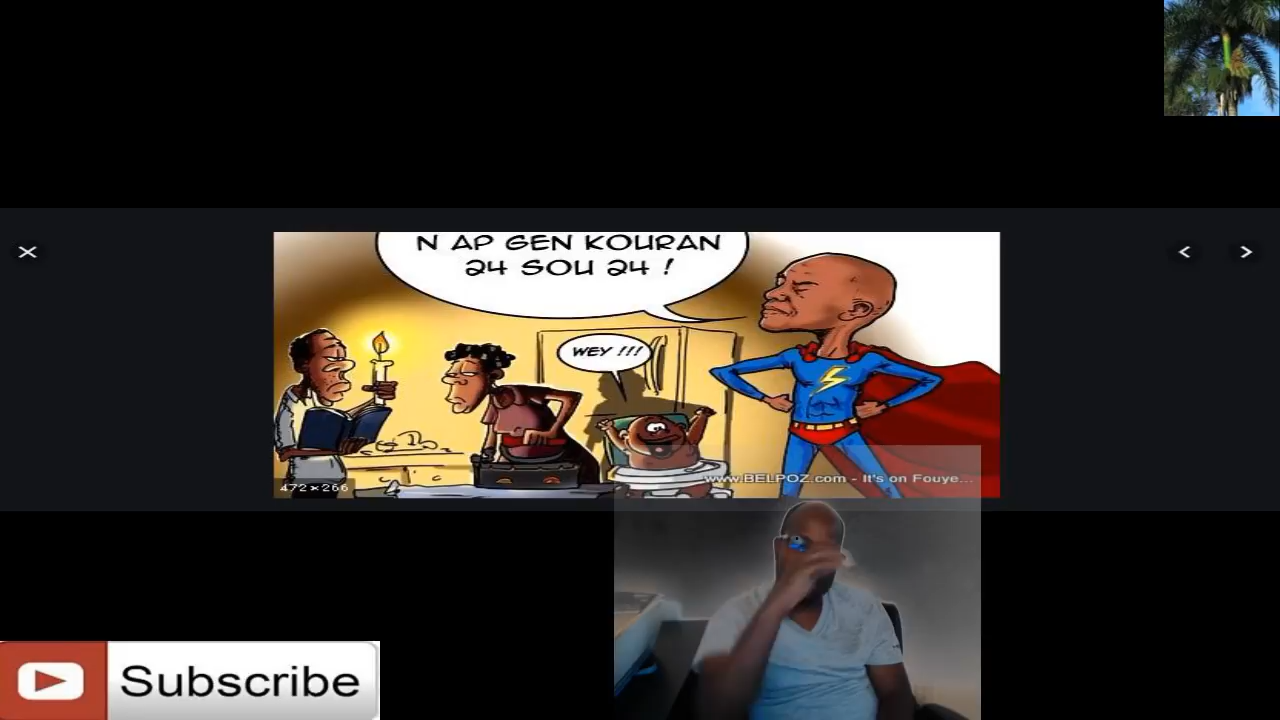 N AP GEN KOURAN
24 SOU 24 !
WEY !!!
www.BELPOZ.com - It's on Fouye...
472×266
Subscribe